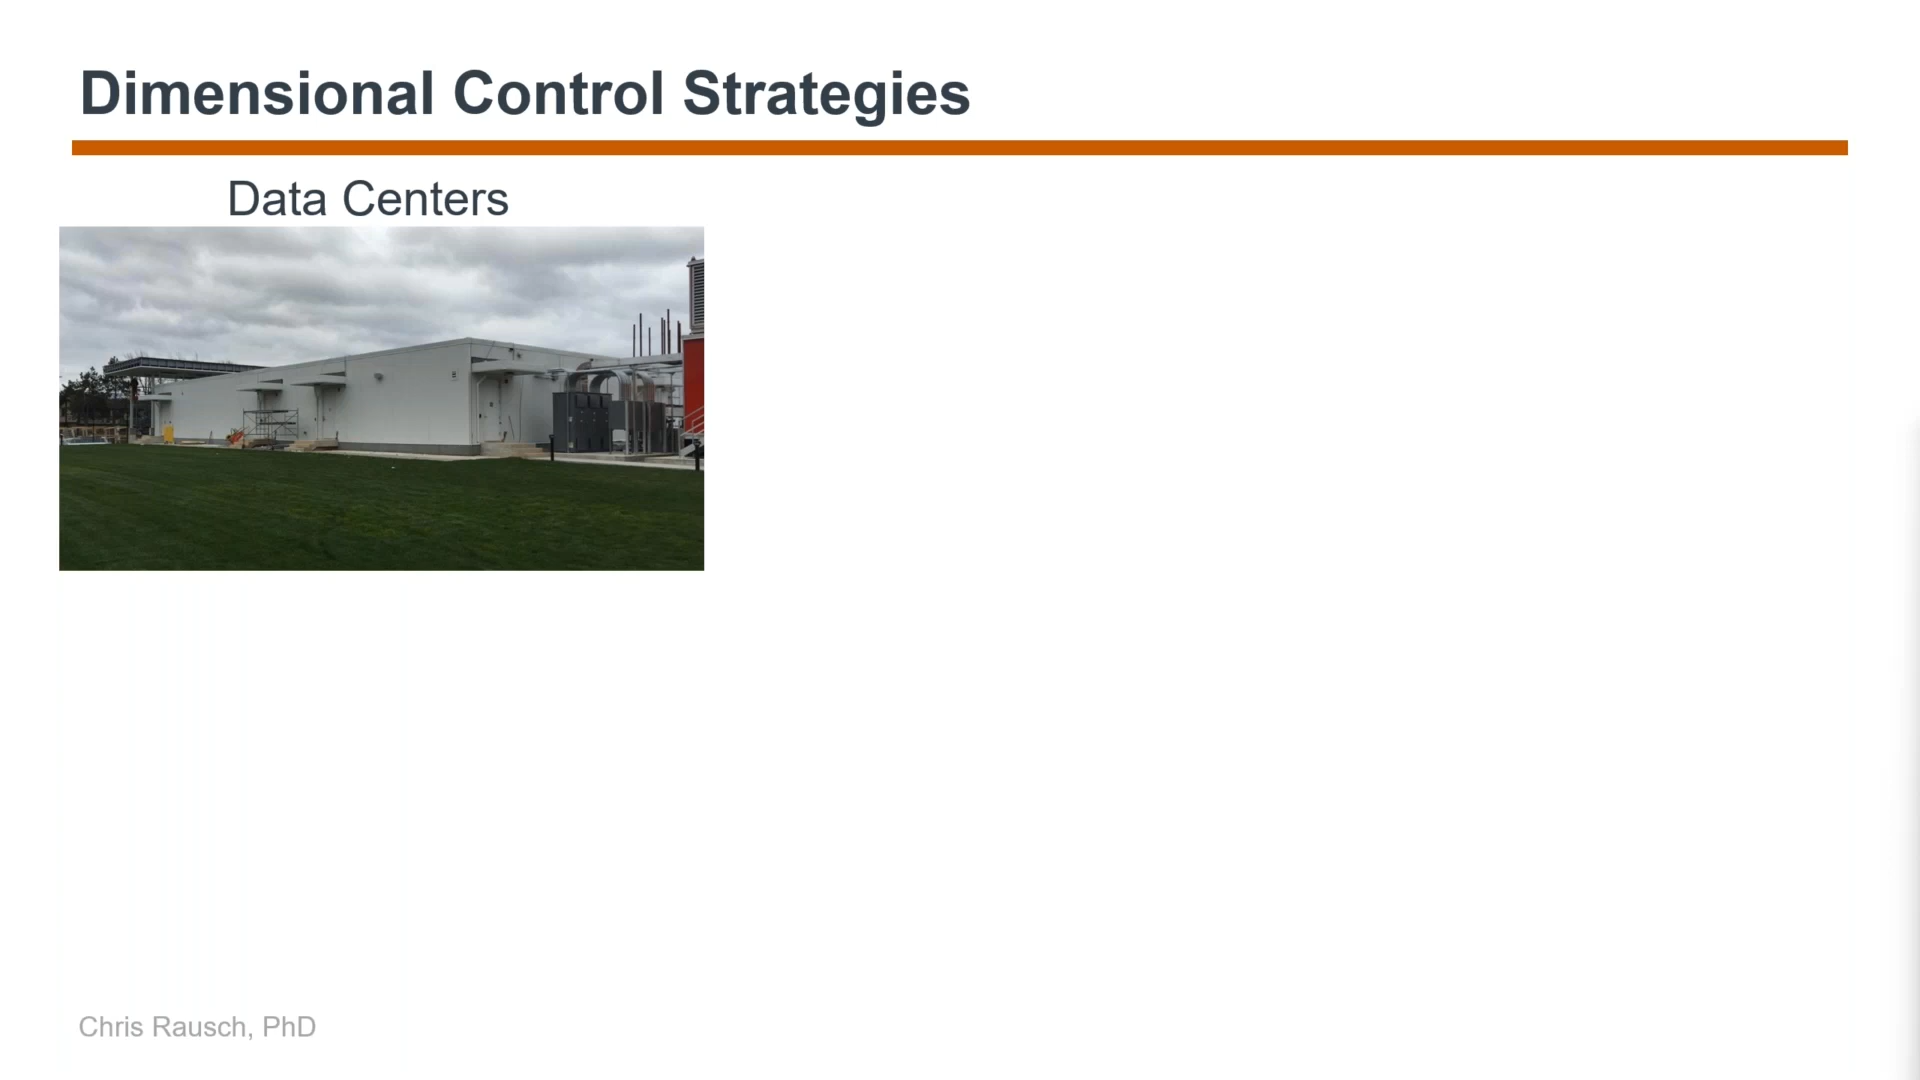 Dimensional Control Strategies
Data Centers
Chris Rausch, PhD